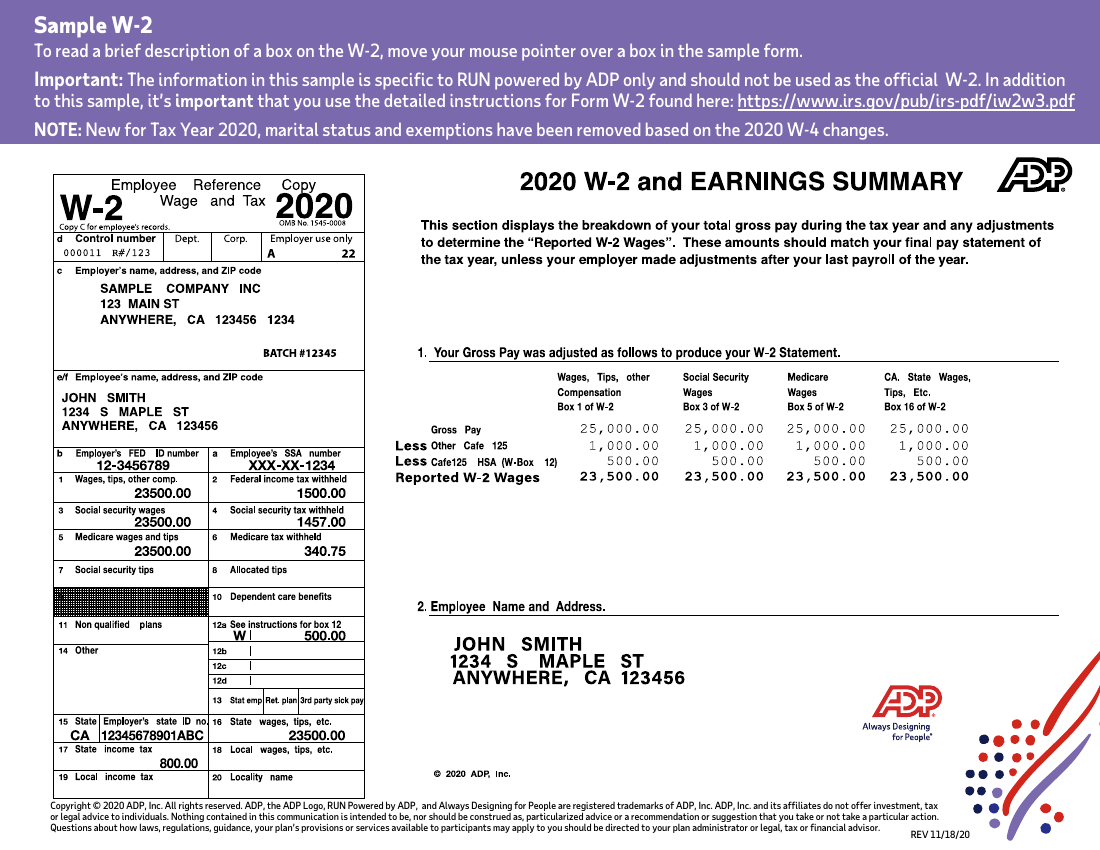 Sample W-2
To read a brief description of a box on the W-2, move your mouse pointer over a box in the sample form.
Important: The information in this sample is specific to RUN powered by ADP only and should not be used as the official W-2. In addition
to this sample, it's important that you use the detailed instructions for Form W-2 found here: https://www.irs.gov/pub/irs-pdf/iw2w3.pdf
NOTE: New for Tax Year 2020, marital status and exemptions have been removed based on the 2020 W-4 changes.
Employee Reference Copy
W-2 Wage and Tax 2020
Copy C for employee's records. OMB No. 1545-0008
d Control number Dept. Corp. Employer use only
000011 R#/123 A 22
c Employer's name, address, and ZIP code
SAMPLE COMPANY INC
123 MAIN ST
ANYWHERE, CA 123456 1234
BATCH #12345
e/f Employee's name, address, and ZIP code
JOHN SMITH
1234 S MAPLE ST
ANYWHERE, CA 123456
b Employer's FED ID number a Employee's SSA number
12-3456789 XXX-XX-1234
1 Wages, tips, other comp. 2 Federal income tax withheld
23500.00 1500.00
3 Social security wages 4 Social security tax withheld
23500.00 1457.00
5 Medicare wages and tips 6 Medicare tax withheld
23500.00 340.75
7 Social security tips 8 Allocated tips
10 Dependent care benefits
11 Non qualified plans 12a See instructions for box 12
W 500.00
14 Other 12b
12c
12d
13 Stat emp Ret. plan 3rd party sick pay
15 State Employer's state ID no. 16 State wages, tips, etc.
CA 12345678901ABC 23500.00
17 State income tax 18 Local wages, tips, etc.
800.00
19 Local income tax 20 Locality name
2020 W-2 and EARNINGS SUMMARY ADP
This section displays the breakdown of your total gross pay during the tax year and any adjustments
to determine the “Reported W-2 Wages”. These amounts should match your final pay statement of
the tax year, unless your employer made adjustments after your last payroll of the year.
1. Your Gross Pay was adjusted as follows to produce your W-2 Statement.
Wages, Tips, other Social Security Medicare CA. State Wages,
Compensation Wages Wages Tips, Etc.
Box 1 of W-2 Box 3 of W-2 Box 5 of W-2 Box 16 of W-2
Gross Pay 25,000.00 25,000.00 25,000.00 25,000.00
Less Other Cafe 125 1,000.00 1,000.00 1,000.00 1,000.00
Less Cafe125 HSA (W-Box 12) 500.00 500.00 500.00 500.00
Reported W-2 Wages 23,500.00 23,500.00 23,500.00 23,500.00
2. Employee Name and Address.
JOHN SMITH
1234 S MAPLE ST
ANYWHERE, CA 123456
ADP
Always Designing
for People®
© 2020 ADP, Inc.
Copyright © 2020 ADP, Inc. All rights reserved. ADP, the ADP Logo, RUN Powered by ADP, and Always Designing for People are registered trademarks of ADP, Inc. ADP, Inc. and its affiliates do not offer investment, tax
or legal advice to individuals. Nothing contained in this communication is intended to be, nor should be construed as, particularized advice or a recommendation or suggestion that you take or not take a particular action.
Questions about how laws, regulations, guidance, your plan's provisions or services available to participants may apply to you should be directed to your plan administrator or legal, tax or financial advisor.
REV 11/18/20